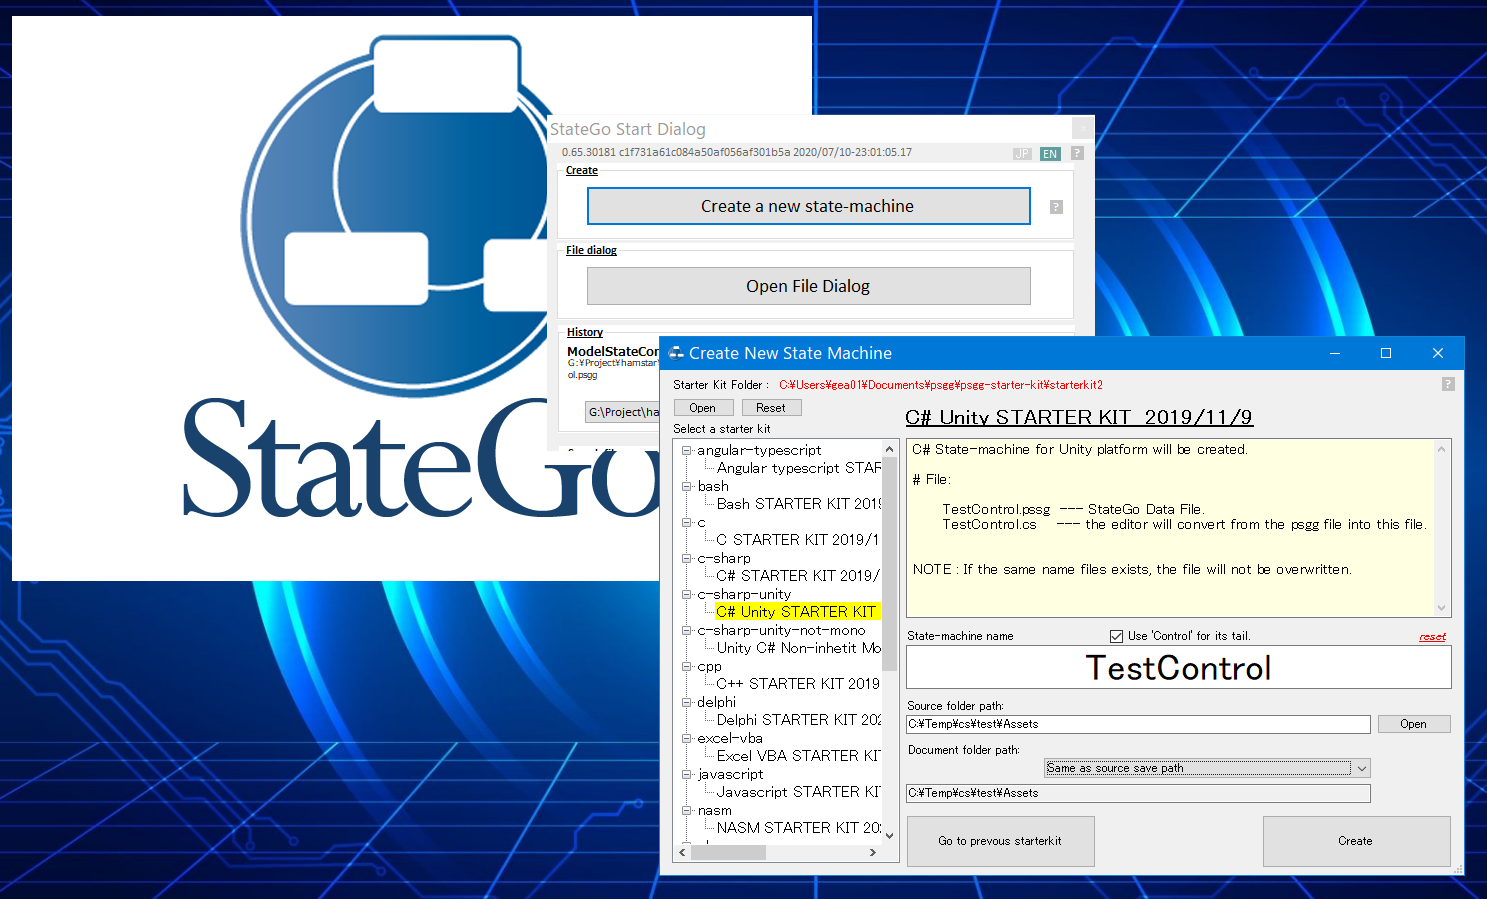 StateGo
StateGo Start Dialog
0.65.30181 c1f731a61c084a50af056af301b5a 2020/07/10-23:01:05.17
JP EN ?
Create
Create a new state-machine
?
File dialog
Open File Dialog
History
ModelStateCon
G:¥Project¥hamstar¥
ol.psgg
G:\Project\ha
Create New State Machine
Starter Kit Folder : C:¥Users¥gea01¥Documents¥psgg¥psgg-starter-kit¥starterkit2
?
Open Reset
Select a starter kit
angular-typescript
Angular typescript STAR
bash
Bash STARTER KIT 2019
c
C STARTER KIT 2019/1
c-sharp
C# STARTER KIT 2019/
c-sharp-unity
C# Unity STARTER KIT
c-sharp-unity-not-mono
Unity C# Non-inhetit Mo
cpp
C++ STARTER KIT 2019
delphi
Delphi STARTER KIT 202
excel-vba
Excel VBA STARTER KIT
javascript
Javascript STARTER KIT
nasm
NASM STARTER KIT 202
C# Unity STARTER KIT 2019/11/9
C# State-machine for Unity platform will be created.
# File:
TestControl.pssg --- StateGo Data File.
TestControl.cs --- the editor will convert from the psgg file into this file.
NOTE : If the same name files exists, the file will not be overwritten.
State-machine name
Use 'Control' for its tail.
reset
TestControl
Source folder path:
C:¥Temp¥cs¥test¥Assets
Open
Document folder path:
Same as source save path
C:¥Temp¥cs¥test¥Assets
Go to prevous starterkit
Create